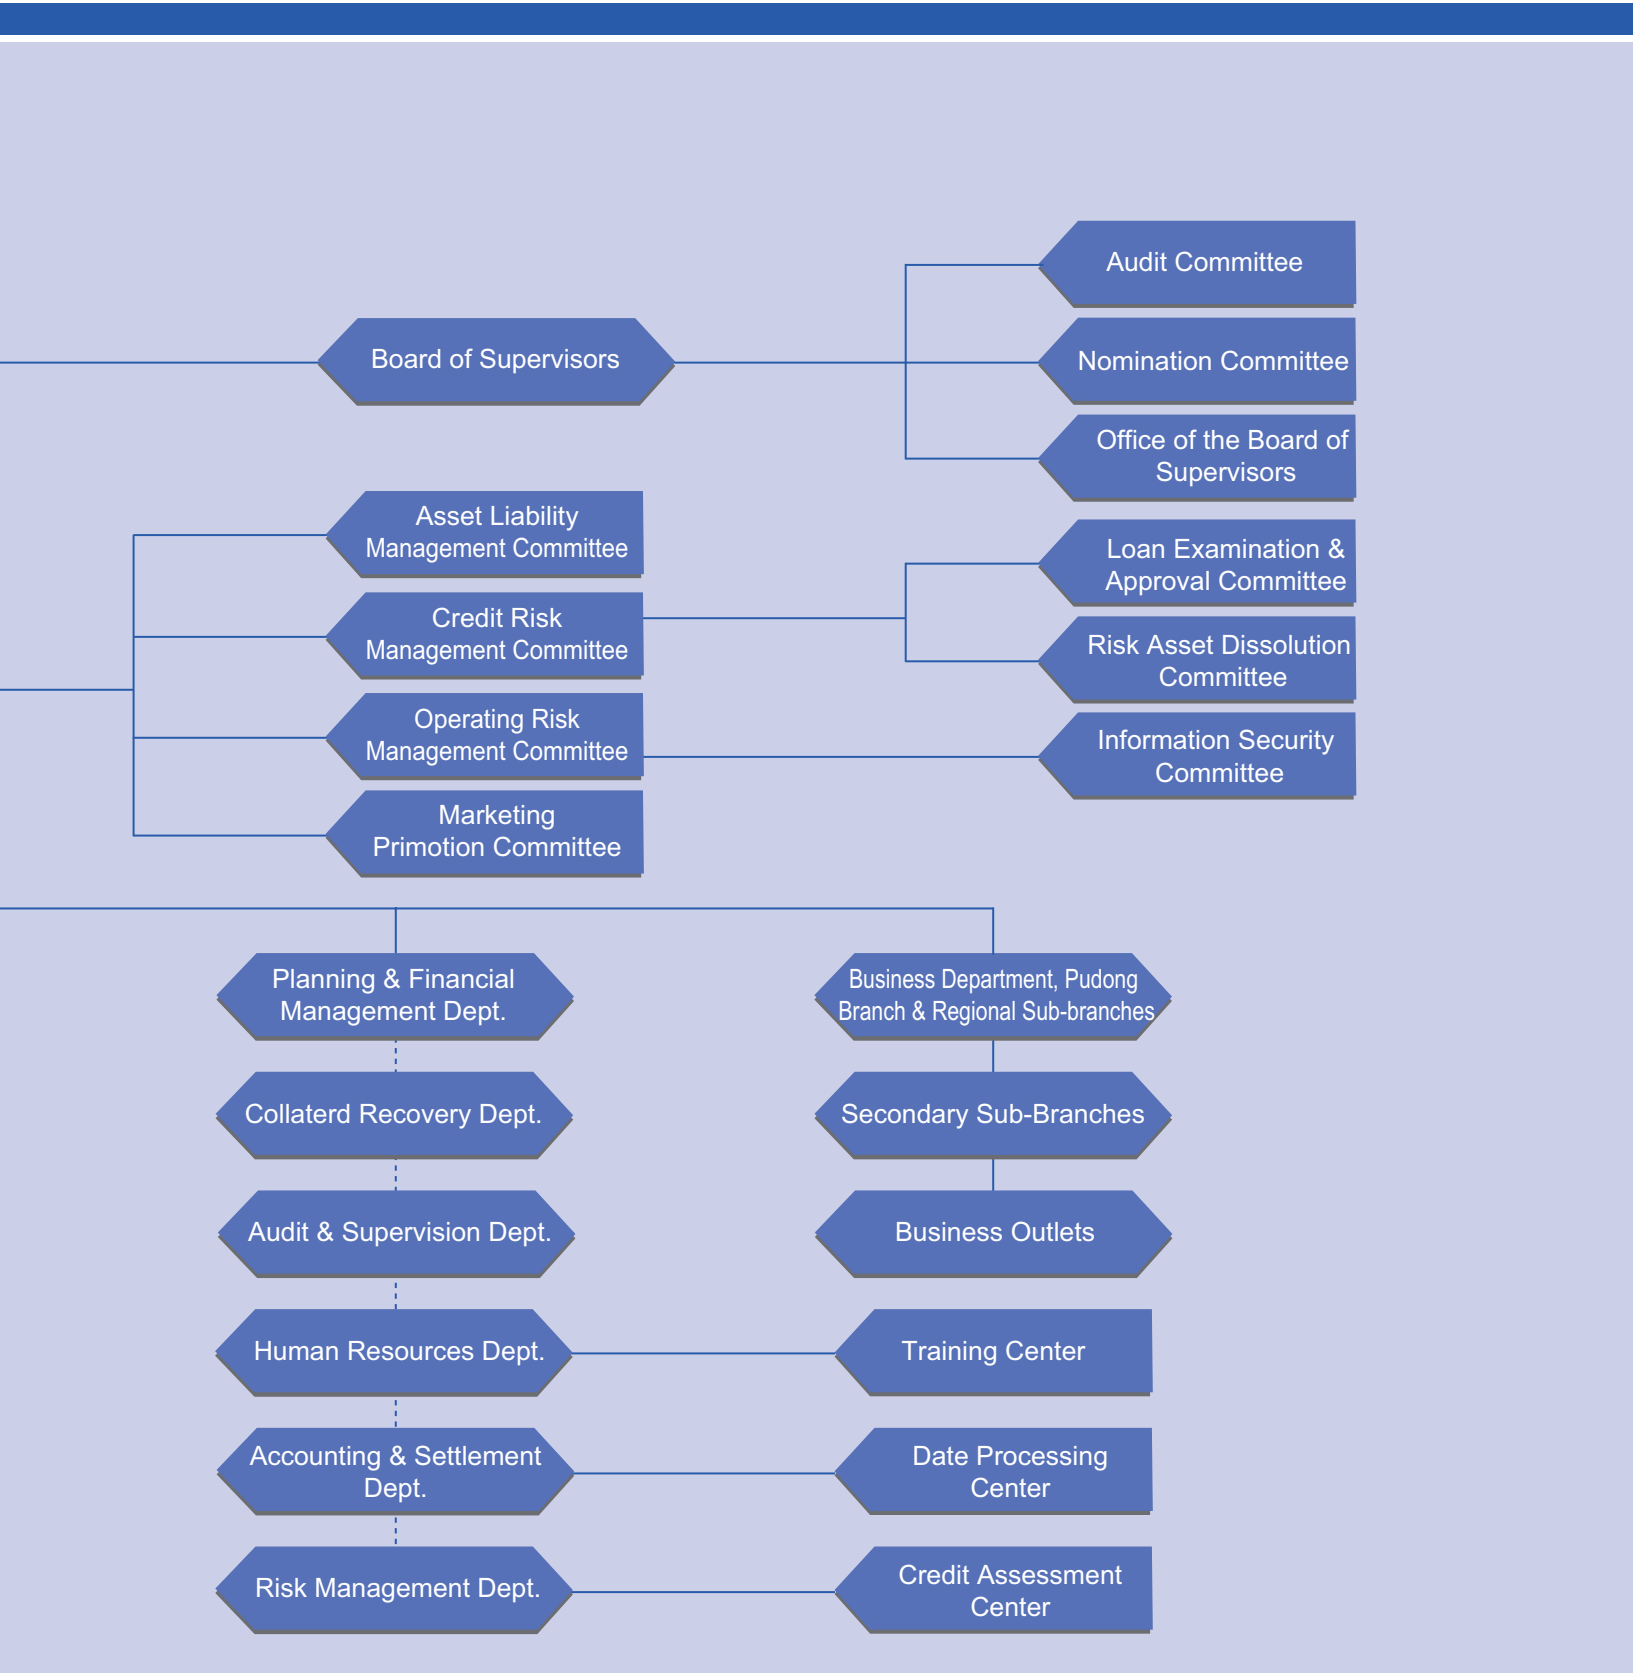 Audit Committee
Board of Supervisors
Nomination Committee
Office of the Board of
Supervisors
Asset Liability
Management Committee
Loan Examination &
Approval Committee
Credit Risk
Management Committee
Risk Asset Dissolution
Committee
Operating Risk
Management Committee
Information Security
Committee
Marketing
Primotion Committee
Planning & Financial
Management Dept.
Business Department, Pudong
Branch & Regional Sub-branches
Collaterd Recovery Dept.
Secondary Sub-Branches
Audit & Supervision Dept.
Business Outlets
Human Resources Dept.
Training Center
Accounting & Settlement
Dept.
Date Processing
Center
Risk Management Dept.
Credit Assessment
Center